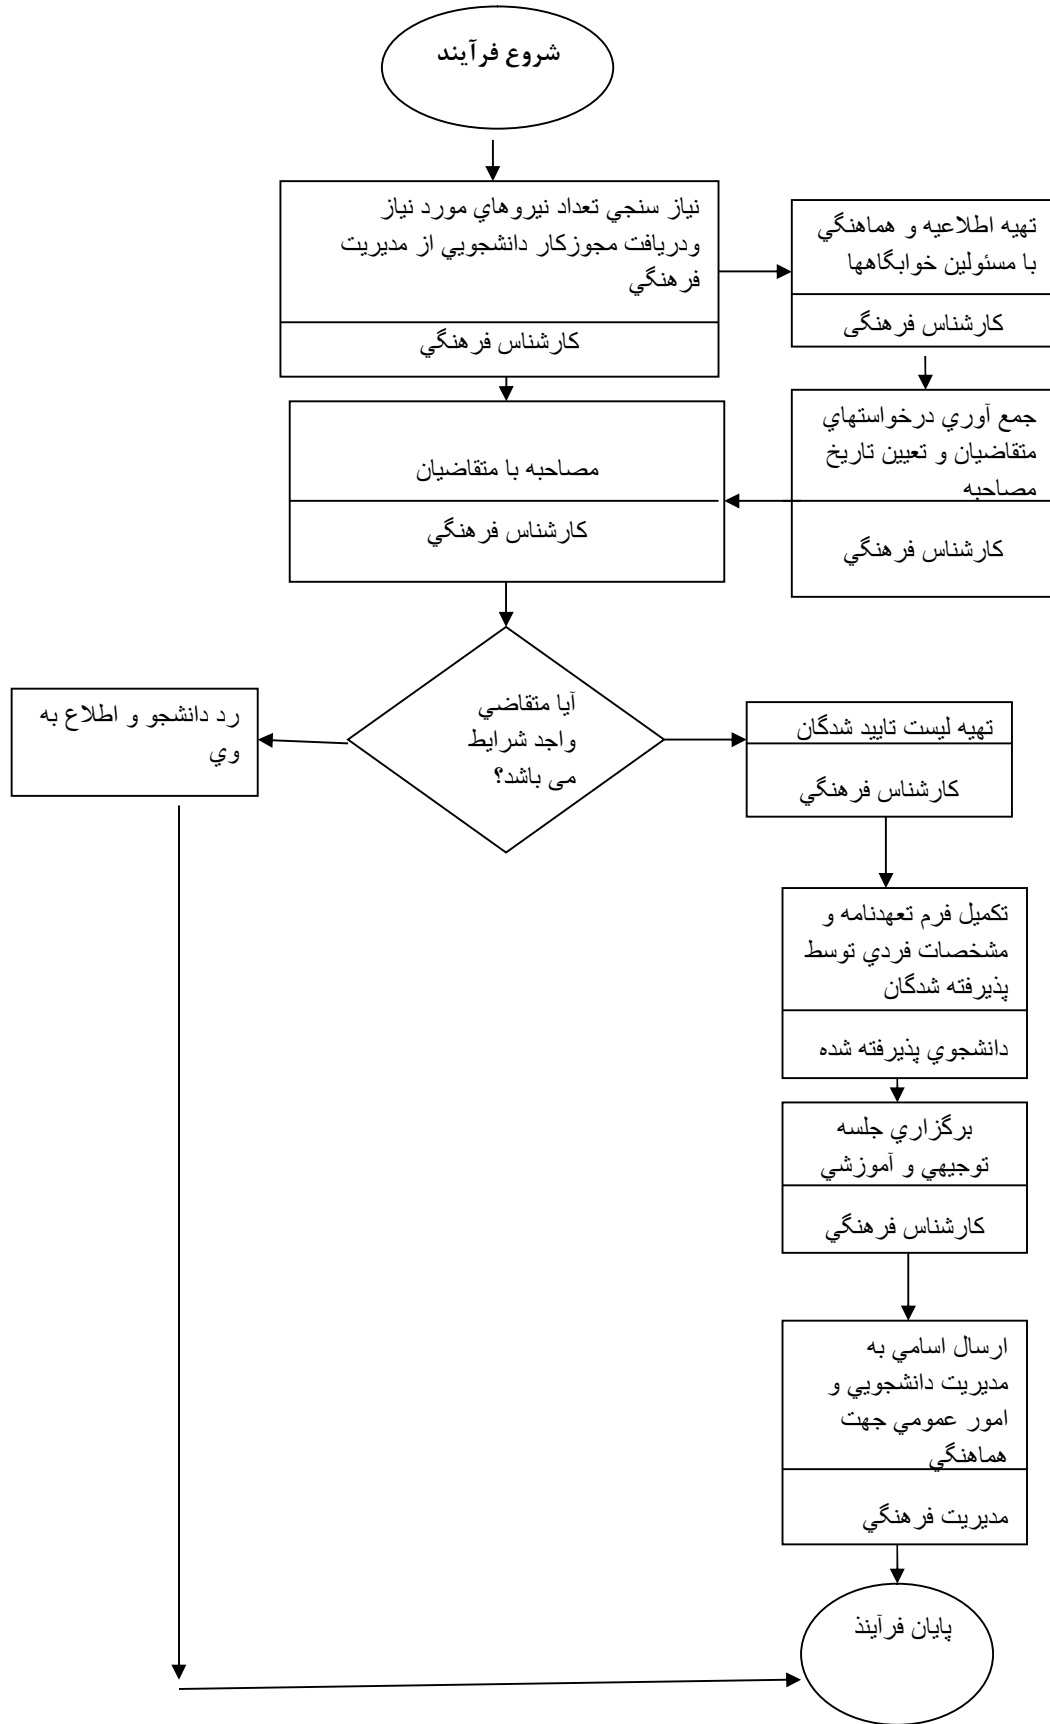 شروع فرآیند
نیاز سنجي تعداد نیروهاي مورد نیاز
ودریافت مجوزکار دانشجویي از مدیریت
فرهنگي
کارشناس فرهنگي
تهیه اطلاعیه و هماهنگي
با مسئولین خوابگاهها
کارشناس فرهنگی
جمع آوري درخواستهاي
متقاضیان و تعیین تاریخ
مصاحبه
کارشناس فرهنگي
مصاحبه با متقاضیان
کارشناس فرهنگي
آیا متقاضي
واجد شرایط
می باشد؟
رد دانشجو و اطلاع به
وي
تهیه لیست تایید شدگان
کارشناس فرهنگي
تکمیل فرم تعهدنامه و
مشخصات فردي توسط
پذیرفته شدگان
دانشجوي پذیرفته شده
برگزاري جلسه
توجیهي و آموزشي
کارشناس فرهنگي
ارسال اسامي به
مدیریت دانشجویي و
امور عمومي جهت
هماهنگي
مدیریت فرهنگي
پایان فرآینذ